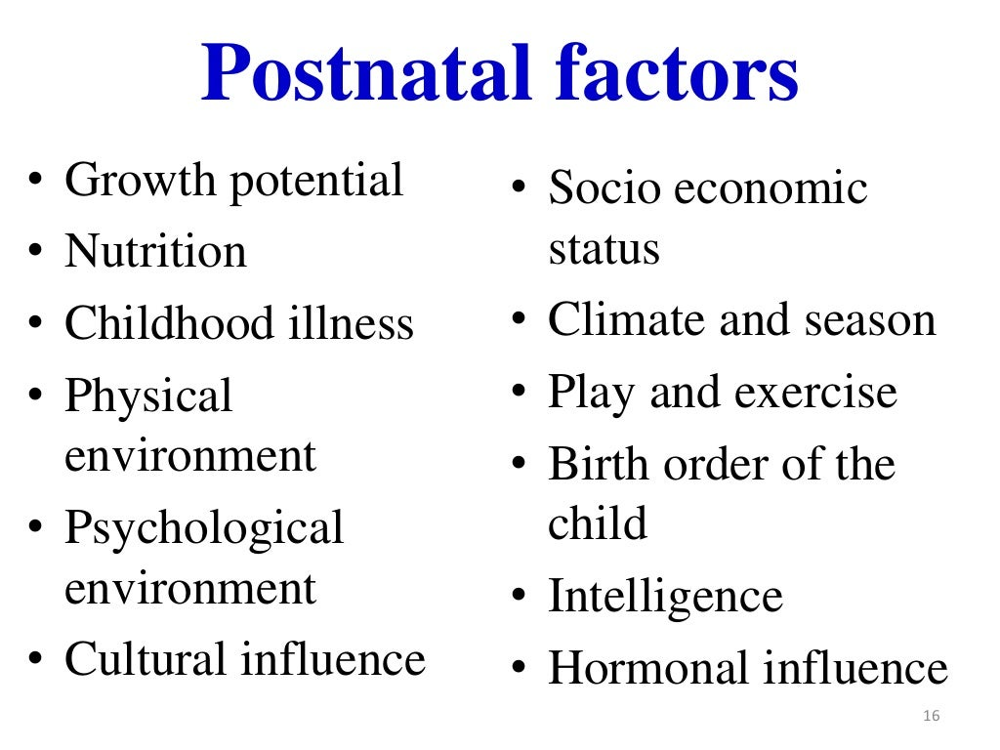 Postnatal factors
• Growth potential
• Nutrition
• Childhood illness
• Physical
environment
• Psychological
environment
• Cultural influence
• Socio economic
status
• Climate and season
• Play and exercise
• Birth order of the
child
• Intelligence
• Hormonal influence
16